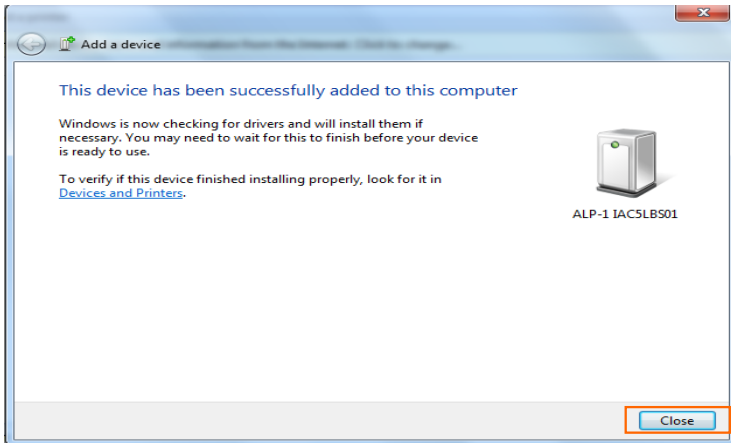 Add a device
This device has been successfully added to this computer
Windows is now checking for drivers and will install them if
necessary. You may need to wait for this to finish before your device
is ready to use.
To verify if this device finished installing properly, look for it in
Devices and Printers.
ALP-1 IAC5LBS01
Close